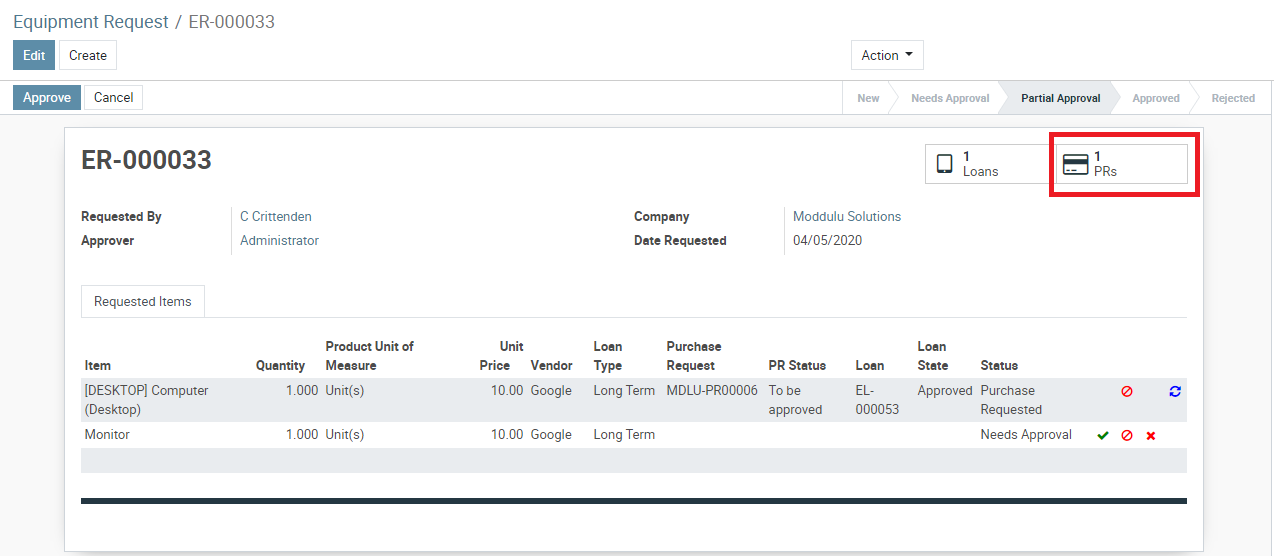 Equipment Request / ER-000033
Edit Create Action
Approve Cancel New Needs Approval Partial Approval Approved Rejected
ER-000033
1
Loans
1
PRs
Requested By C Crittenden Company Moddulu Solutions
Approver Administrator Date Requested 04/05/2020
Requested Items
Product Unit of Unit Loan Purchase Loan
Item Quantity Measure Price Vendor Type Request PR Status Loan State Status
[DESKTOP] Computer 1.000 Unit(s) 10.00 Google Long Term MDLU-PR00006 To be EL- Approved Purchase
(Desktop) approved 000053 Requested
Monitor 1.000 Unit(s) 10.00 Google Long Term Needs Approval